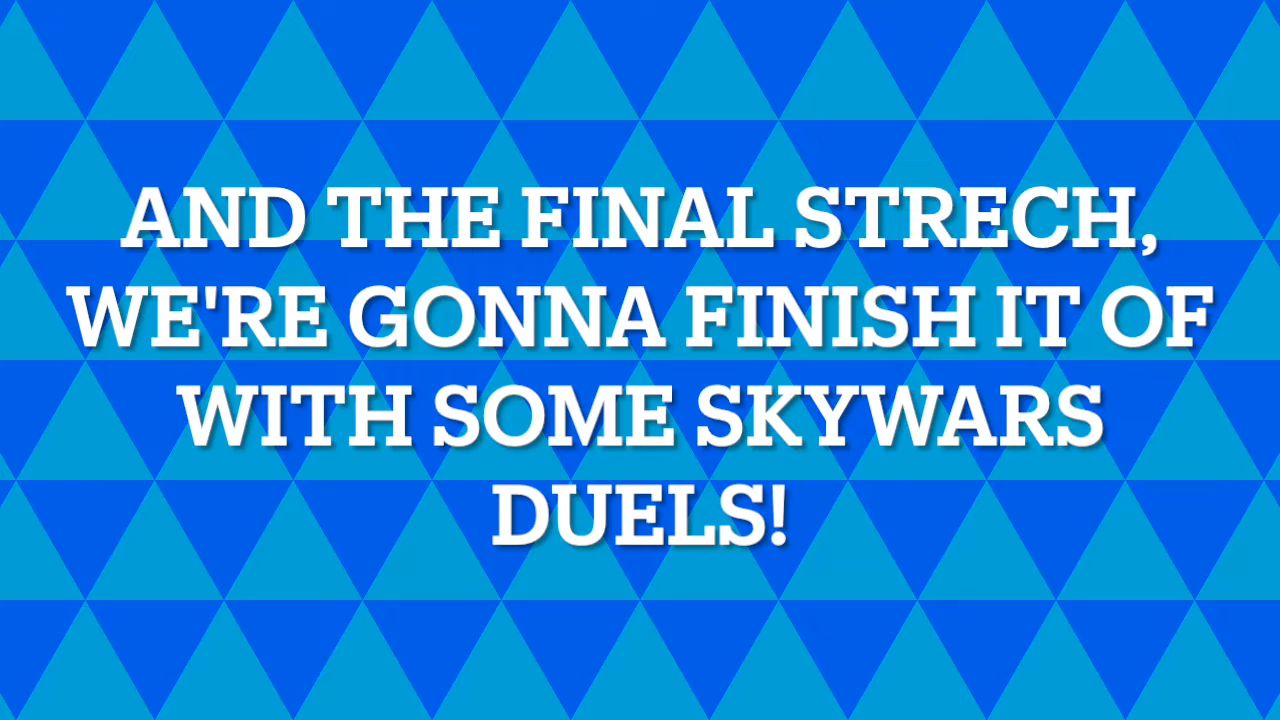 AND THE FINAL STRECH,
WE'RE GONNA FINISH IT OF
WITH SOME SKYWARS
DUELS!